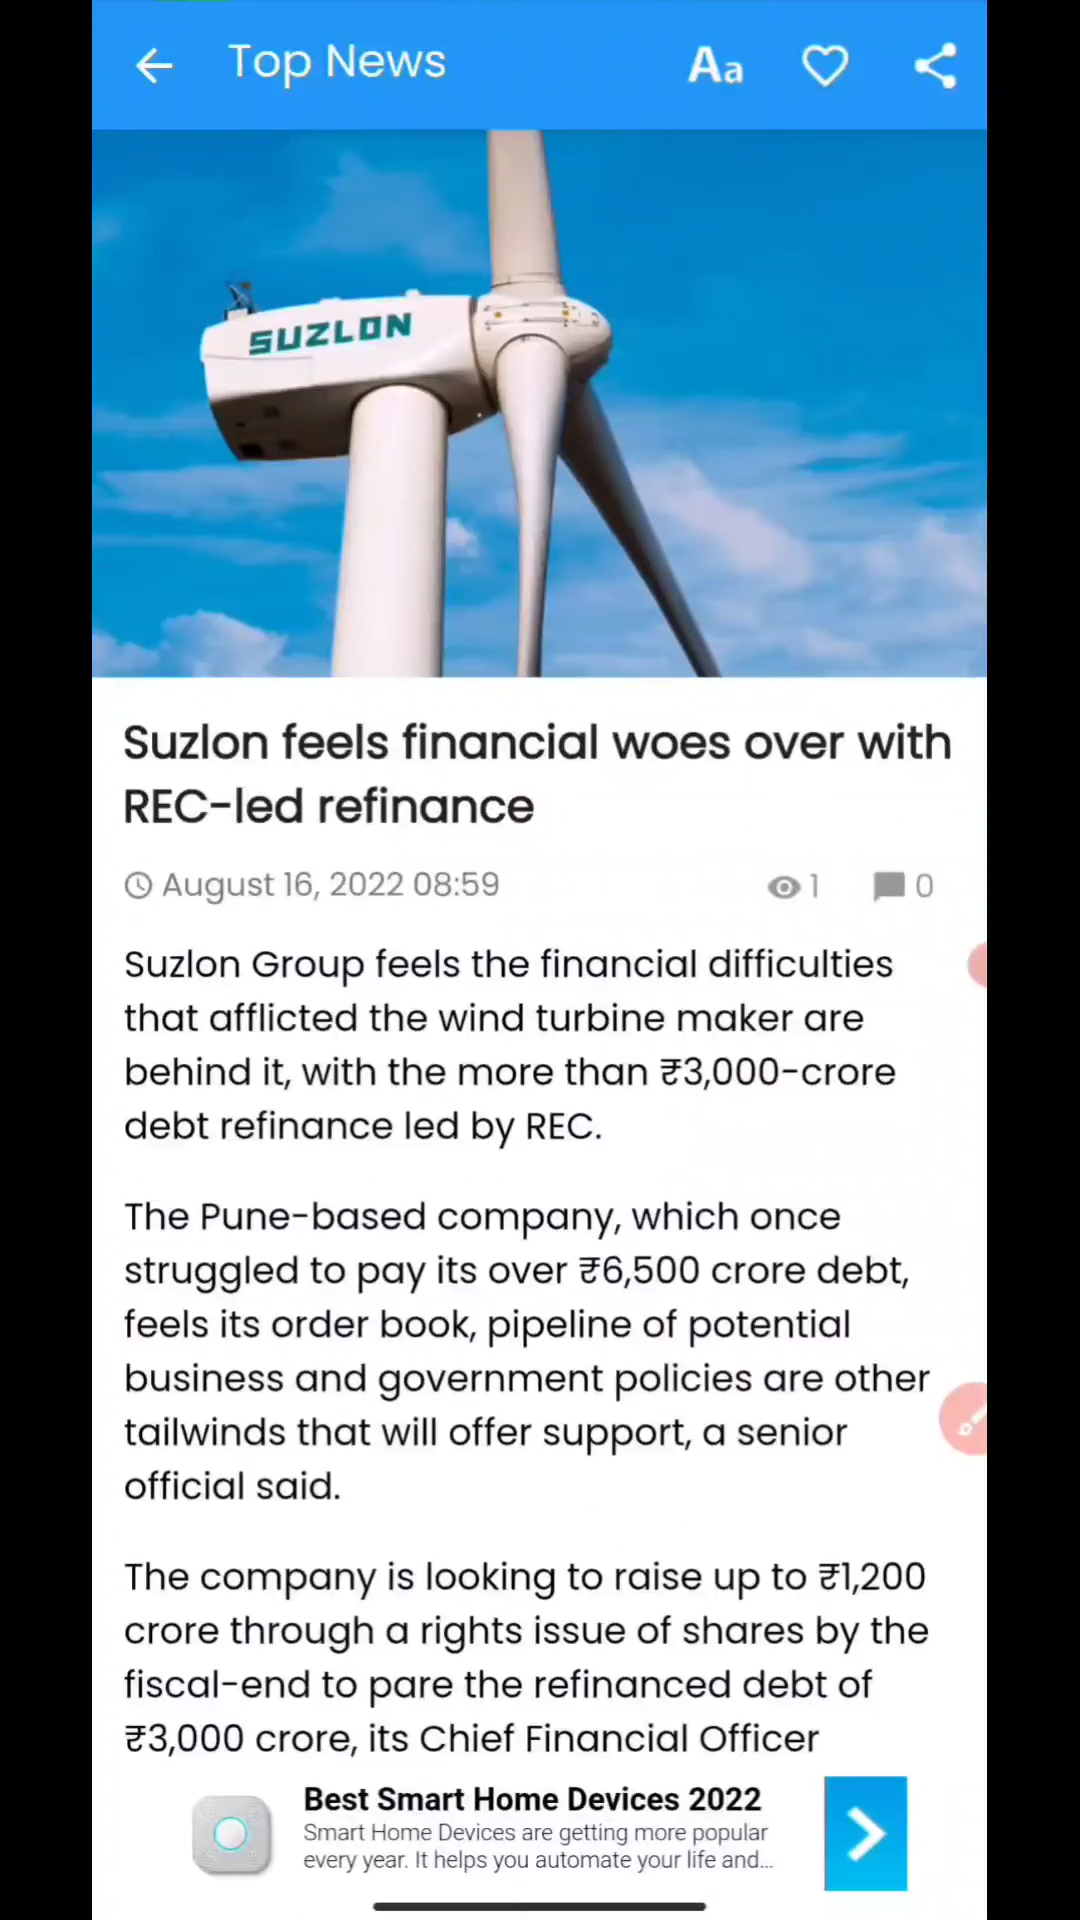 Top News
Aa
SUZLON
Suzlon feels financial woes over with
REC-led refinance
August 16, 2022 08:59
1
0
Suzlon Group feels the financial difficulties
that afflicted the wind turbine maker are
behind it, with the more than ₹3,000-crore
debt refinance led by REC.
The Pune-based company, which once
struggled to pay its over ₹6,500 crore debt,
feels its order book, pipeline of potential
business and government policies are other
tailwinds that will offer support, a senior
official said.
The company is looking to raise up to ₹1,200
crore through a rights issue of shares by the
fiscal-end to pare the refinanced debt of
₹3,000 crore, its Chief Financial Officer
Best Smart Home Devices 2022
Smart Home Devices are getting more popular
every year. It helps you automate your life and...